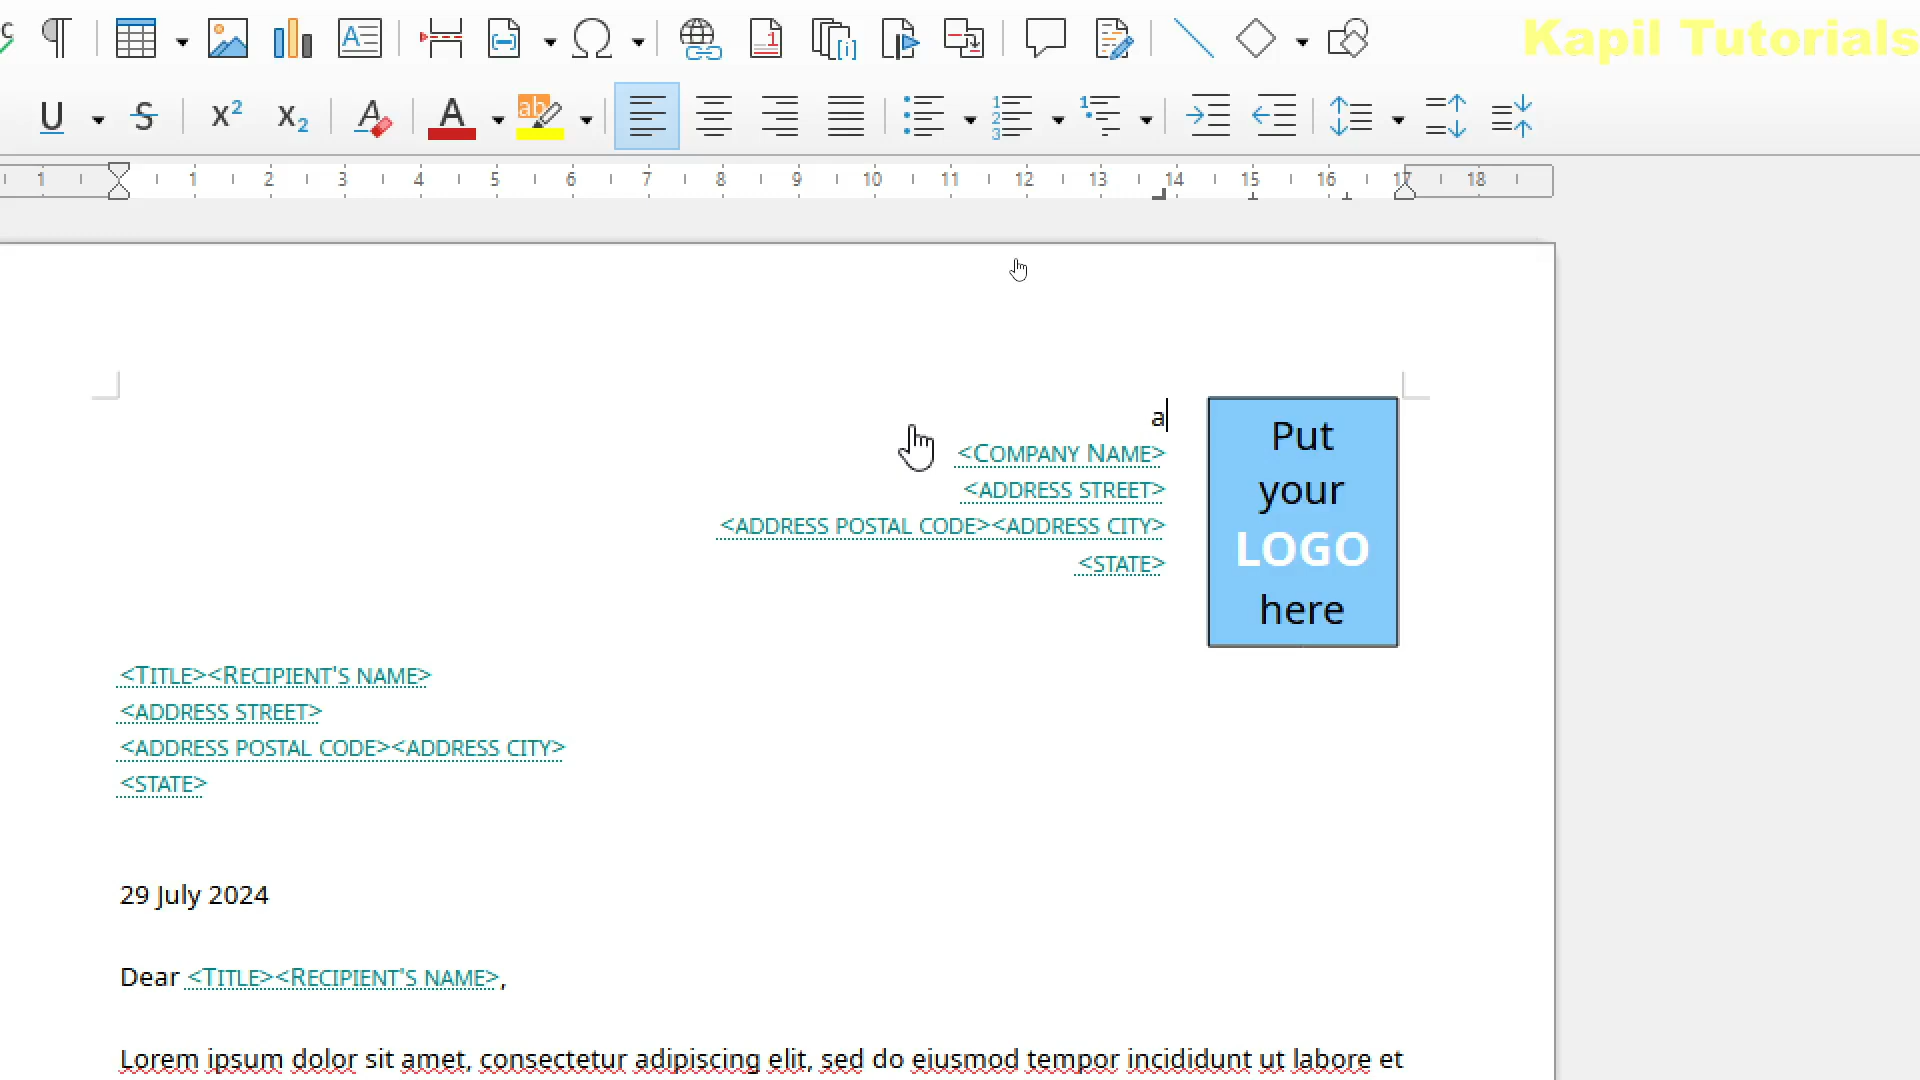 Kapil Tutorials
1 1 2 3 4 5 6 7 8 9 10 11 12 13 14 15 16 17 18
a
<COMPANY NAME>
<ADDRESS STREET>
<ADDRESS POSTAL CODE><ADDRESS CITY>
<STATE>
Put
your
LOGO
here
<TITLE><RECIPIENT'S NAME>
<ADDRESS STREET>
<ADDRESS POSTAL CODE><ADDRESS CITY>
<STATE>
29 July 2024
Dear <TITLE><RECIPIENT'S NAME>,
Lorem ipsum dolor sit amet, consectetur adipiscing elit, sed do eiusmod tempor incididunt ut labore et